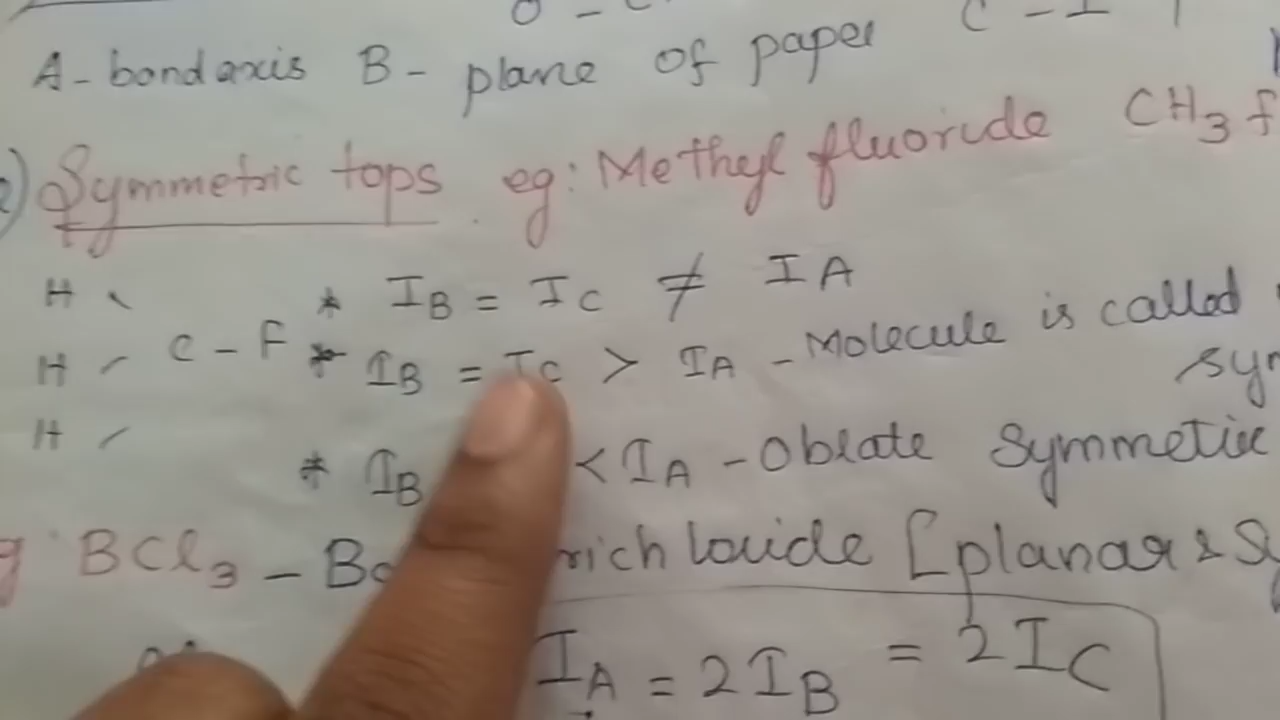 A - bond axis B - plane of paper
Symmetric tops eg: Methyl fluoride CH3 f
H * IB = IC ≠ IA
C - F
H * IB = IC > IA - Molecule is called
H
* IB < IA - Oblate Symmetric
BCl3 - richloride [planar &
IA = 2IB = 2IC